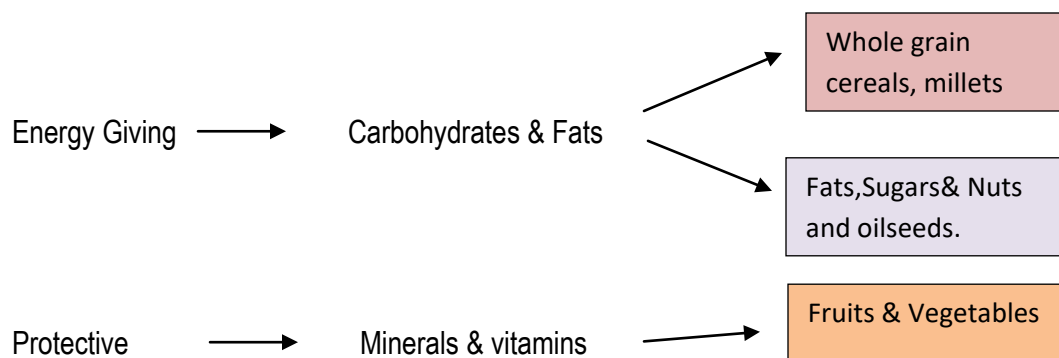 Whole grain
cereals, millets
Energy Giving
Carbohydrates & Fats
Fats,Sugars& Nuts
and oilseeds.
Protective
Minerals & vitamins
Fruits & Vegetables